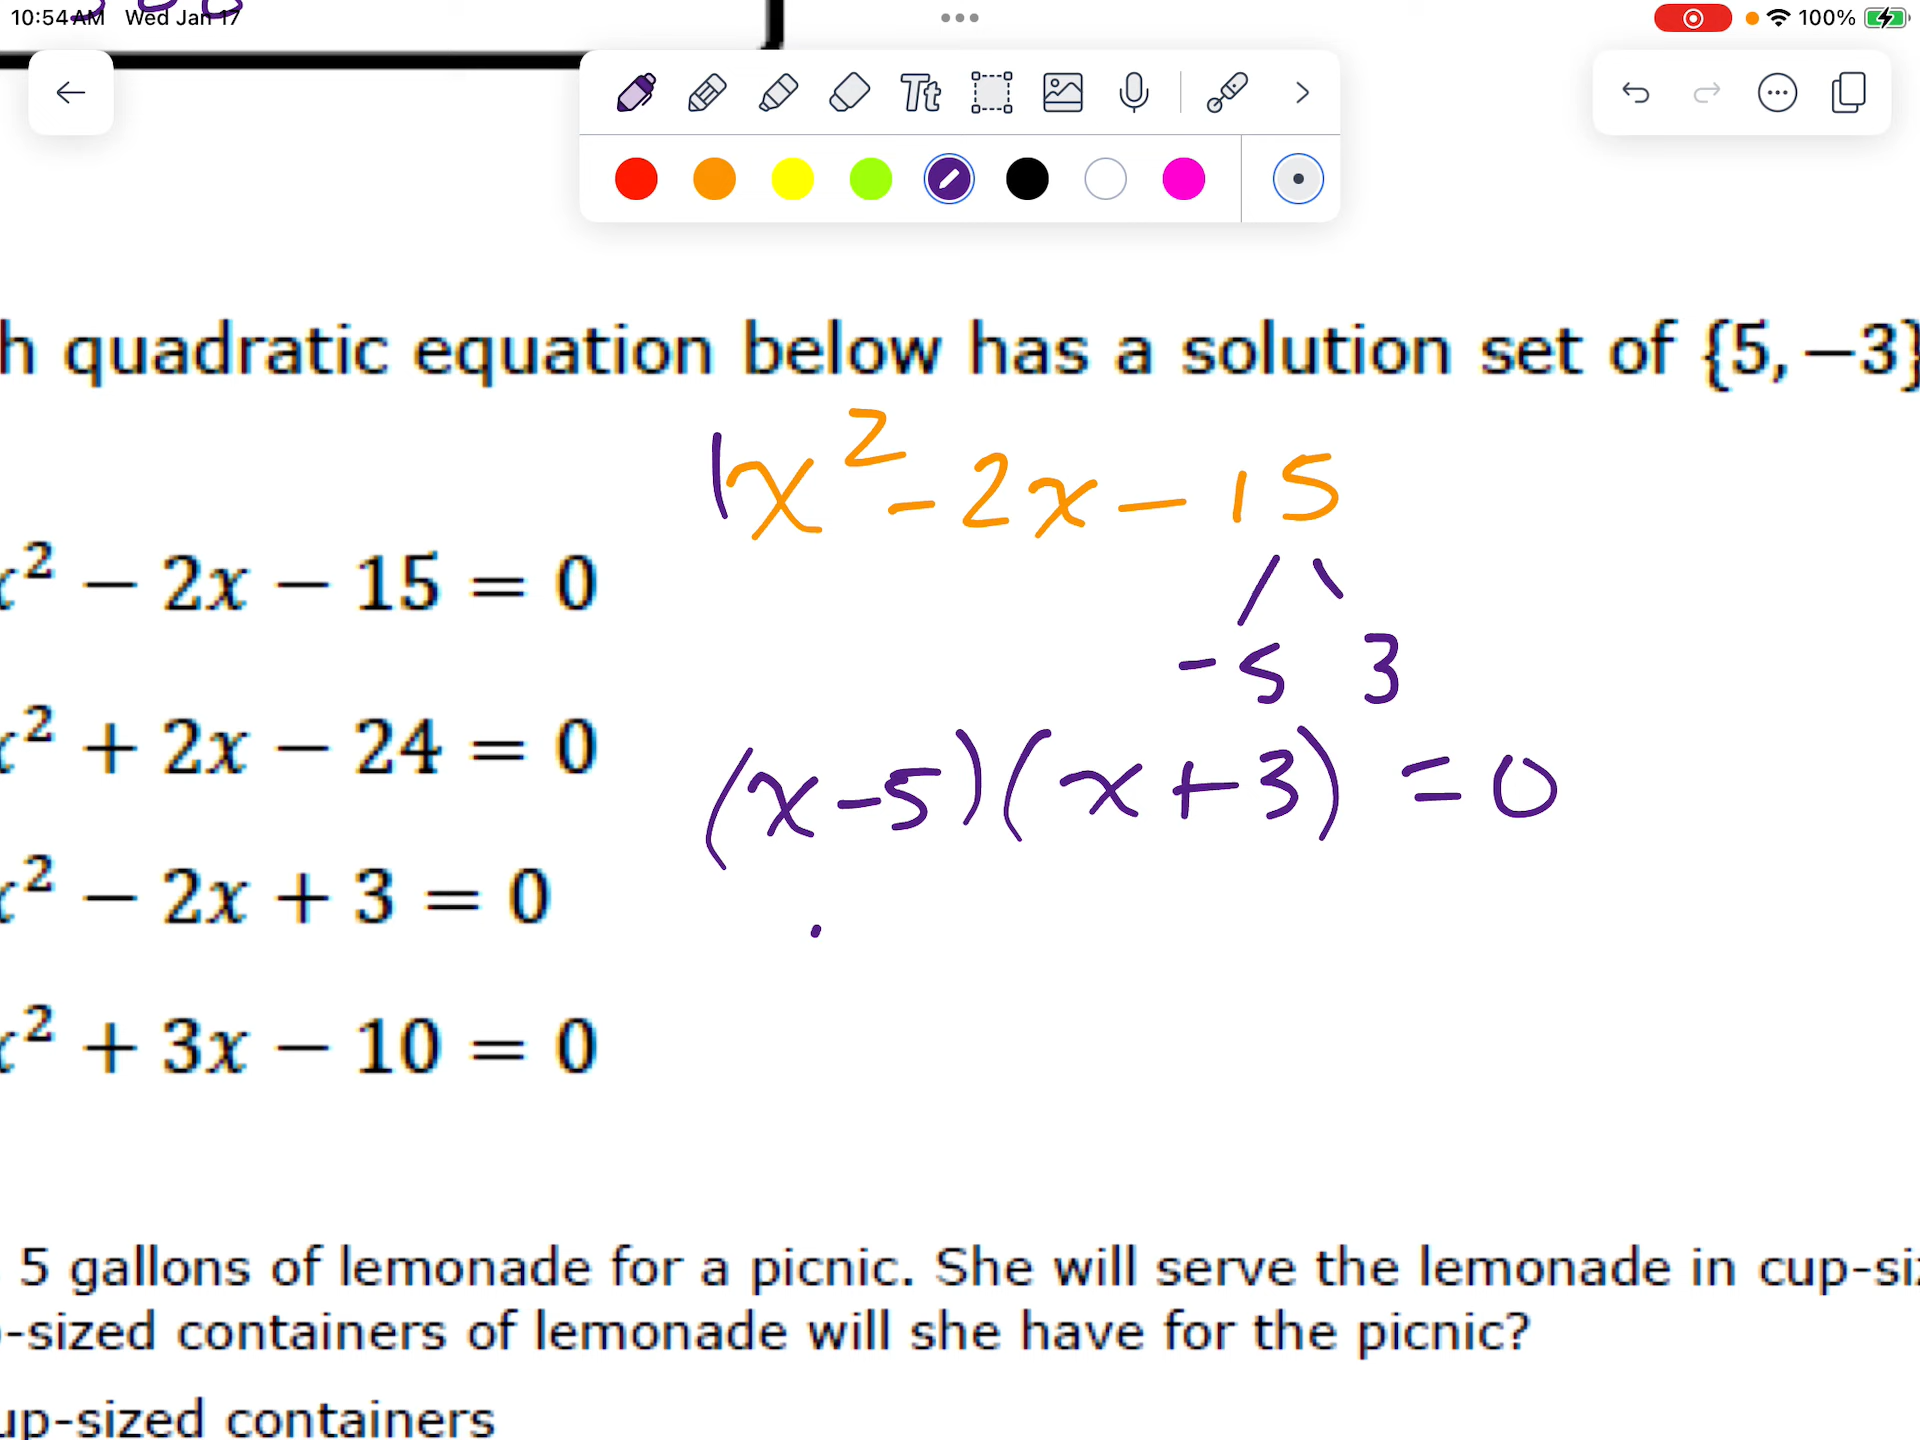 10:54 AM Wed Jan 17
100%
Tt
quadratic equation below has a solution set of {5, −3}
1x² - 2x - 15
x² − 2x − 15 = 0
-5 3
x² + 2x − 24 = 0
(x-5)(x+3) = 0
x² − 2x + 3 = 0
x² + 3x − 10 = 0
5 gallons of lemonade for a picnic. She will serve the lemonade in
-sized containers of lemonade will she have for the picnic?
up-sized containers